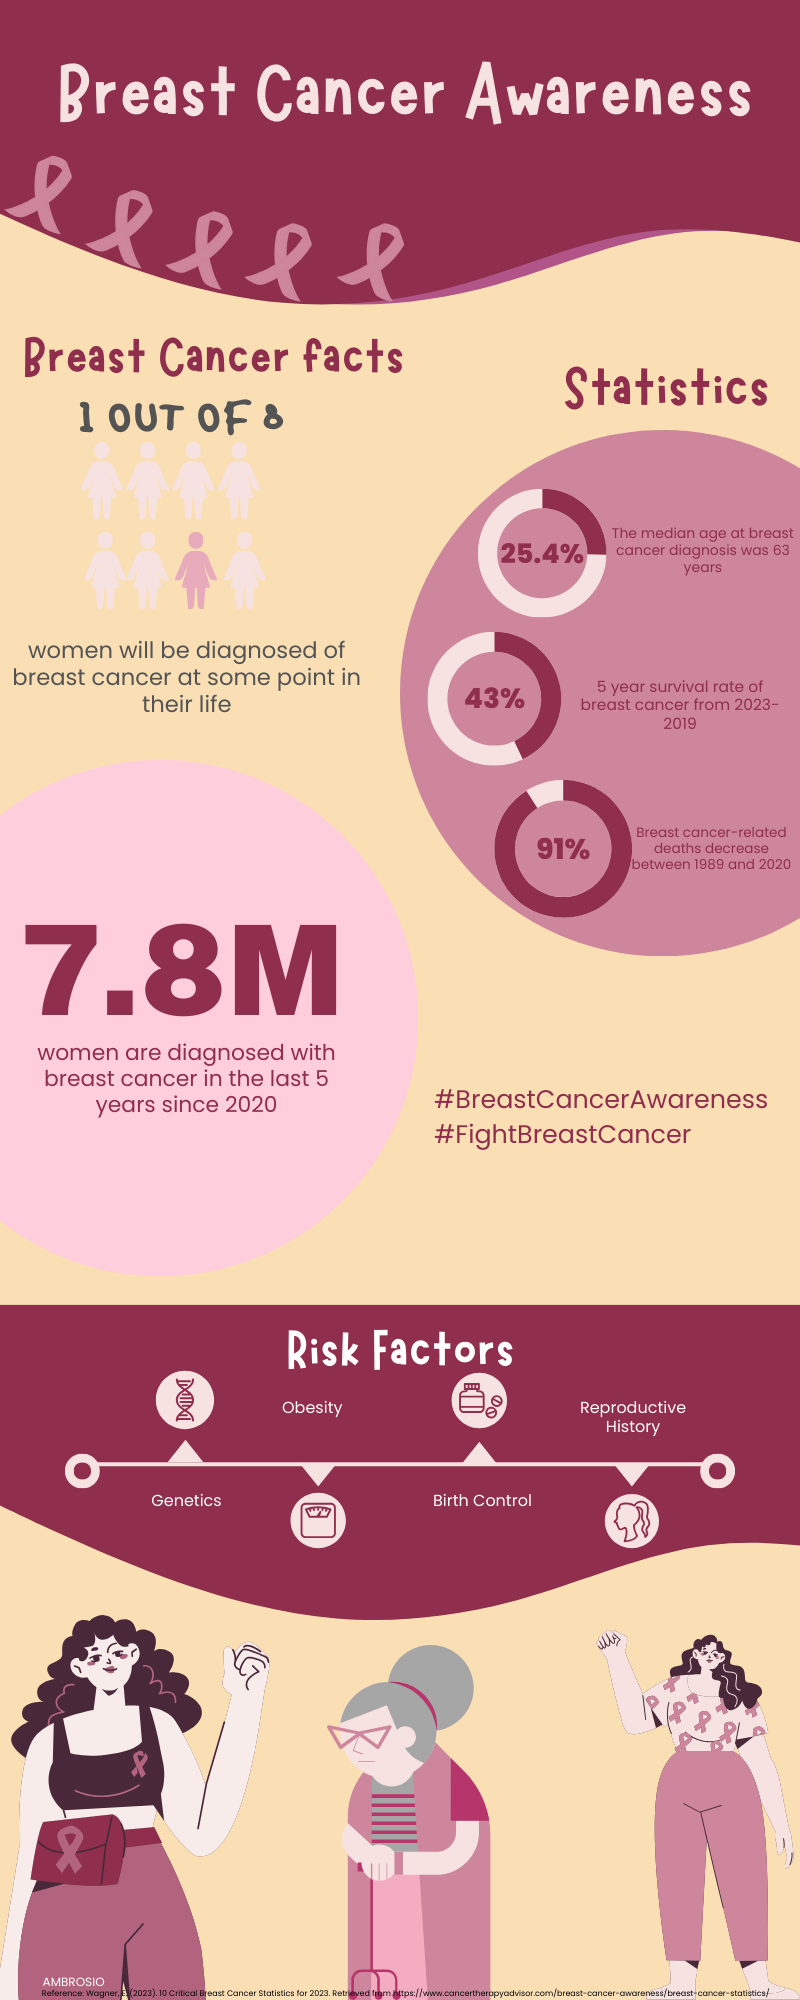 Breast Cancer Awareness
Breast Cancer facts
1 OUT OF 8
women will be diagnosed of
breast cancer at some point in
their life
Statistics
25.4%
The median age at breast
cancer diagnosis was 63
years
43%
5 year survival rate of
breast cancer from 2023-
2019
91%
Breast cancer-related
deaths decrease
between 1989 and 2020
7.8M
women are diagnosed with
breast cancer in the last 5
years since 2020
#BreastCancerAwareness
#FightBreastCancer
Risk Factors
Genetics
Obesity
Birth Control
Reproductive
History
AMBROSIO
Reference: Wagner, E. (2023). 10 Critical Breast Cancer Statistics for 2023. Retrieved from https://www.cancertherapyadvisor.com/breast-cancer-awareness/breast-cancer-statistics/